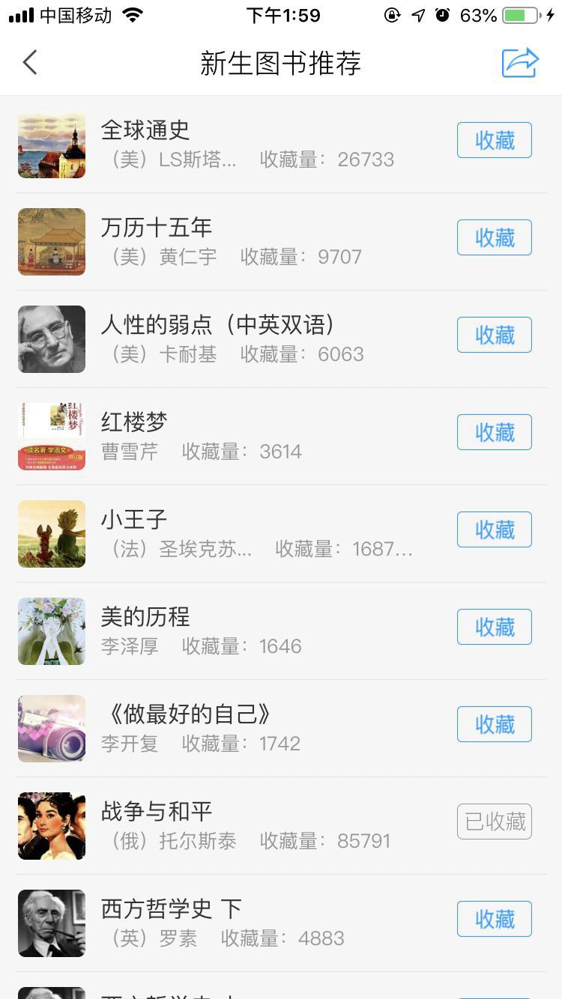 中国移动 下午1:59 63%
新生图书推荐
全球通史
（美）LS斯塔... 收藏量：26733
收藏
万历十五年
（美）黄仁宇 收藏量：9707
收藏
人性的弱点（中英双语）
（美）卡耐基 收藏量：6063
收藏
红楼梦
读名著 学语文
红楼梦
曹雪芹 收藏量：3614
收藏
小王子
（法）圣埃克苏... 收藏量：1687...
收藏
美的历程
李泽厚 收藏量：1646
收藏
《做最好的自己》
李开复 收藏量：1742
收藏
战争与和平
（俄）托尔斯泰 收藏量：85791
已收藏
西方哲学史 下
（英）罗素 收藏量：4883
收藏